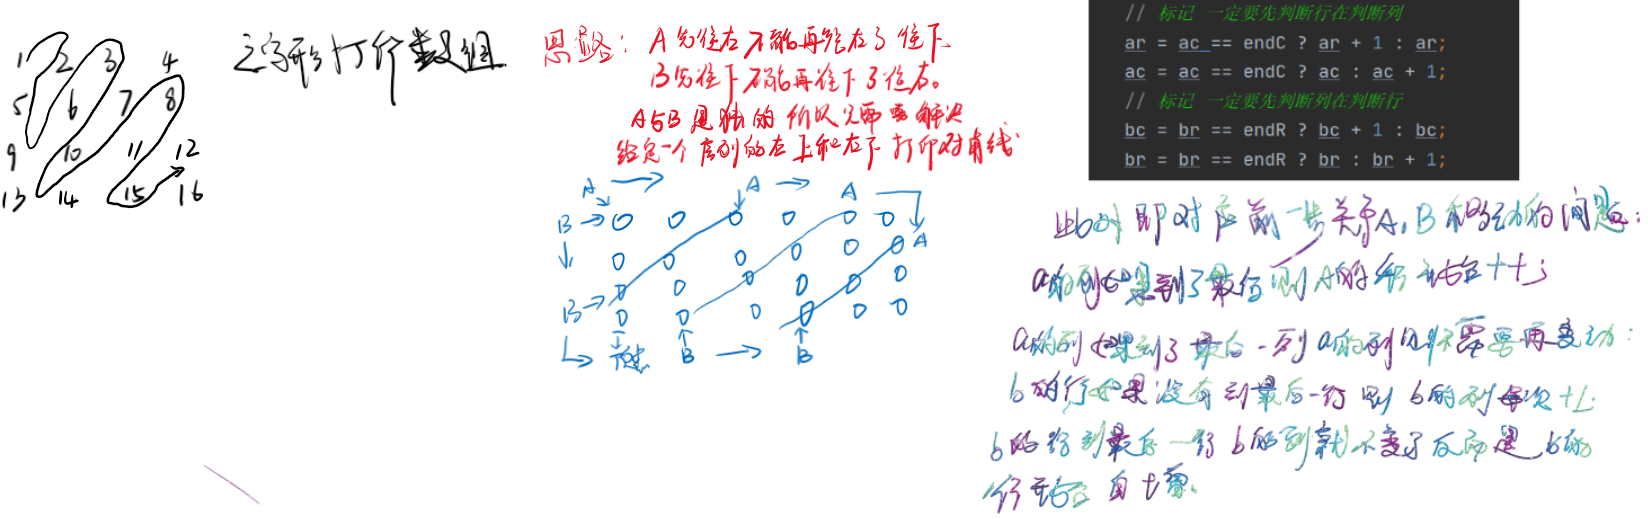 之字形打印数组
1 2 3 4
5 6 7 8
9 10 11 12
13 14 15 16
思路：A先往右 不能再往右了往下
B先往下 不能再往下了往右。
A与B是独的 所以只需要解决
给定一个序列的右上和左下打印对角线
A A A
B A
B
B B
// 标记 一定要先判断行在判断列
ar = ac == endC ? ar + 1 : ar;
ac = ac == endC ? ac : ac + 1;
// 标记 一定要先判断列在判断行
bc = br == endR ? bc + 1 : bc;
br = br == endR ? br : br + 1;
此时即对应前一步关于A,B移动的问题:
a的列如果到了最后则A的行开始++;
a的列如果到了最后一列a的列则不需要再变动:
b的行如果没有到最后一行则b的列每次+1.
b的行到最后一行b的列就不变了反而是b的
行开始自